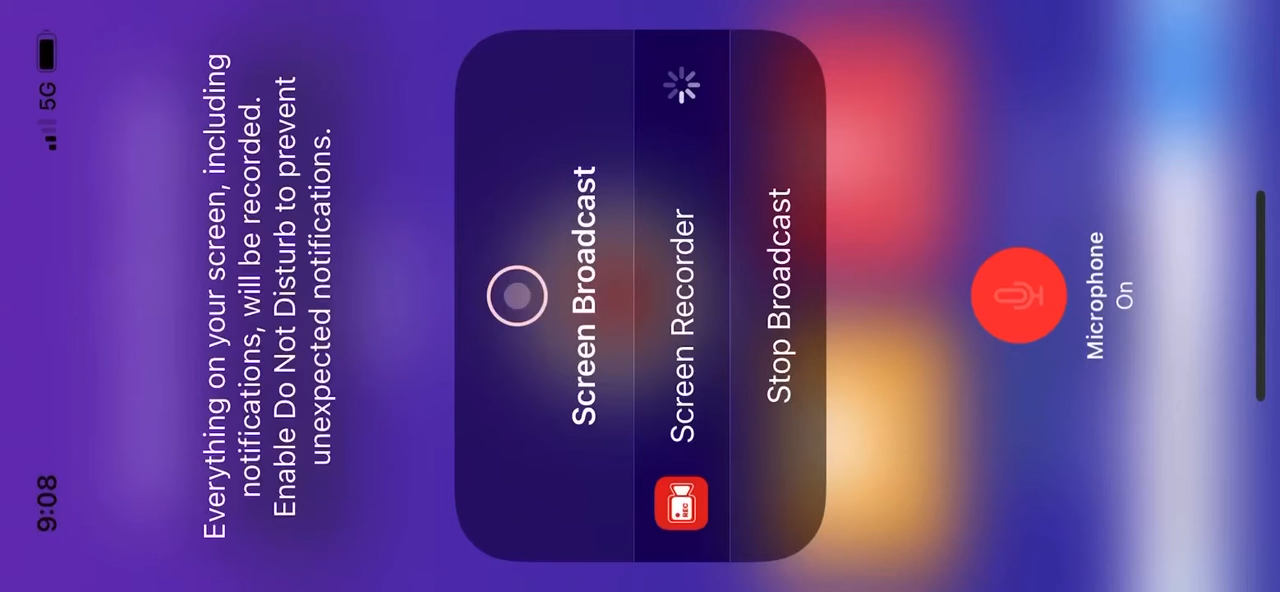 9:08
5G
Everything on your screen, including
notifications, will be recorded.
Enable Do Not Disturb to prevent
unexpected notifications.
Screen Broadcast
REC
Screen Recorder
Stop Broadcast
Microphone
On